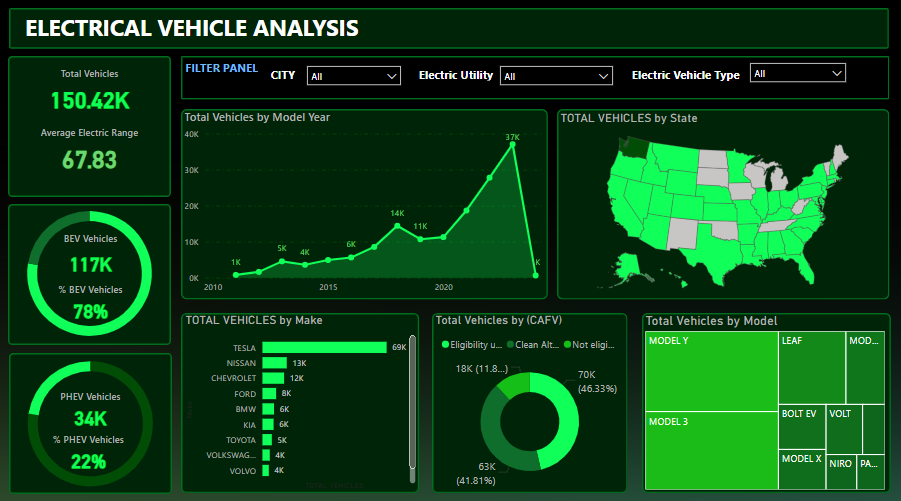 ELECTRICAL VEHICLE ANALYSIS
Total Vehicles
150.42K
Average Electric Range
67.83
FILTER PANEL
CITY
All
Electric Utility
All
Electric Vehicle Type
All
BEV Vehicles
117K
% BEV Vehicles
78%
PHEV Vehicles
34K
% PHEV Vehicles
22%
Total Vehicles by Model Year
40K
30K
20K
10K
0K
1K
5K
4K
6K
14K
11K
37K
K
2010
2015
2020
TOTAL VEHICLES by State
TOTAL VEHICLES by Make
TESLA
69K
NISSAN
13K
CHEVROLET
12K
FORD
8K
BMW
6K
KIA
6K
TOYOTA
5K
VOLKSWAG...
4K
VOLVO
4K
Total Vehicles by (CAFV)
Eligibility u...
Clean Alt...
Not eligi...
18K (11.8...)
70K
(46.33%)
63K
(41.81%)
Total Vehicles by Model
MODEL Y
MODEL 3
LEAF
MOD...
BOLT EV
VOLT
MODEL X
NIRO
PA...